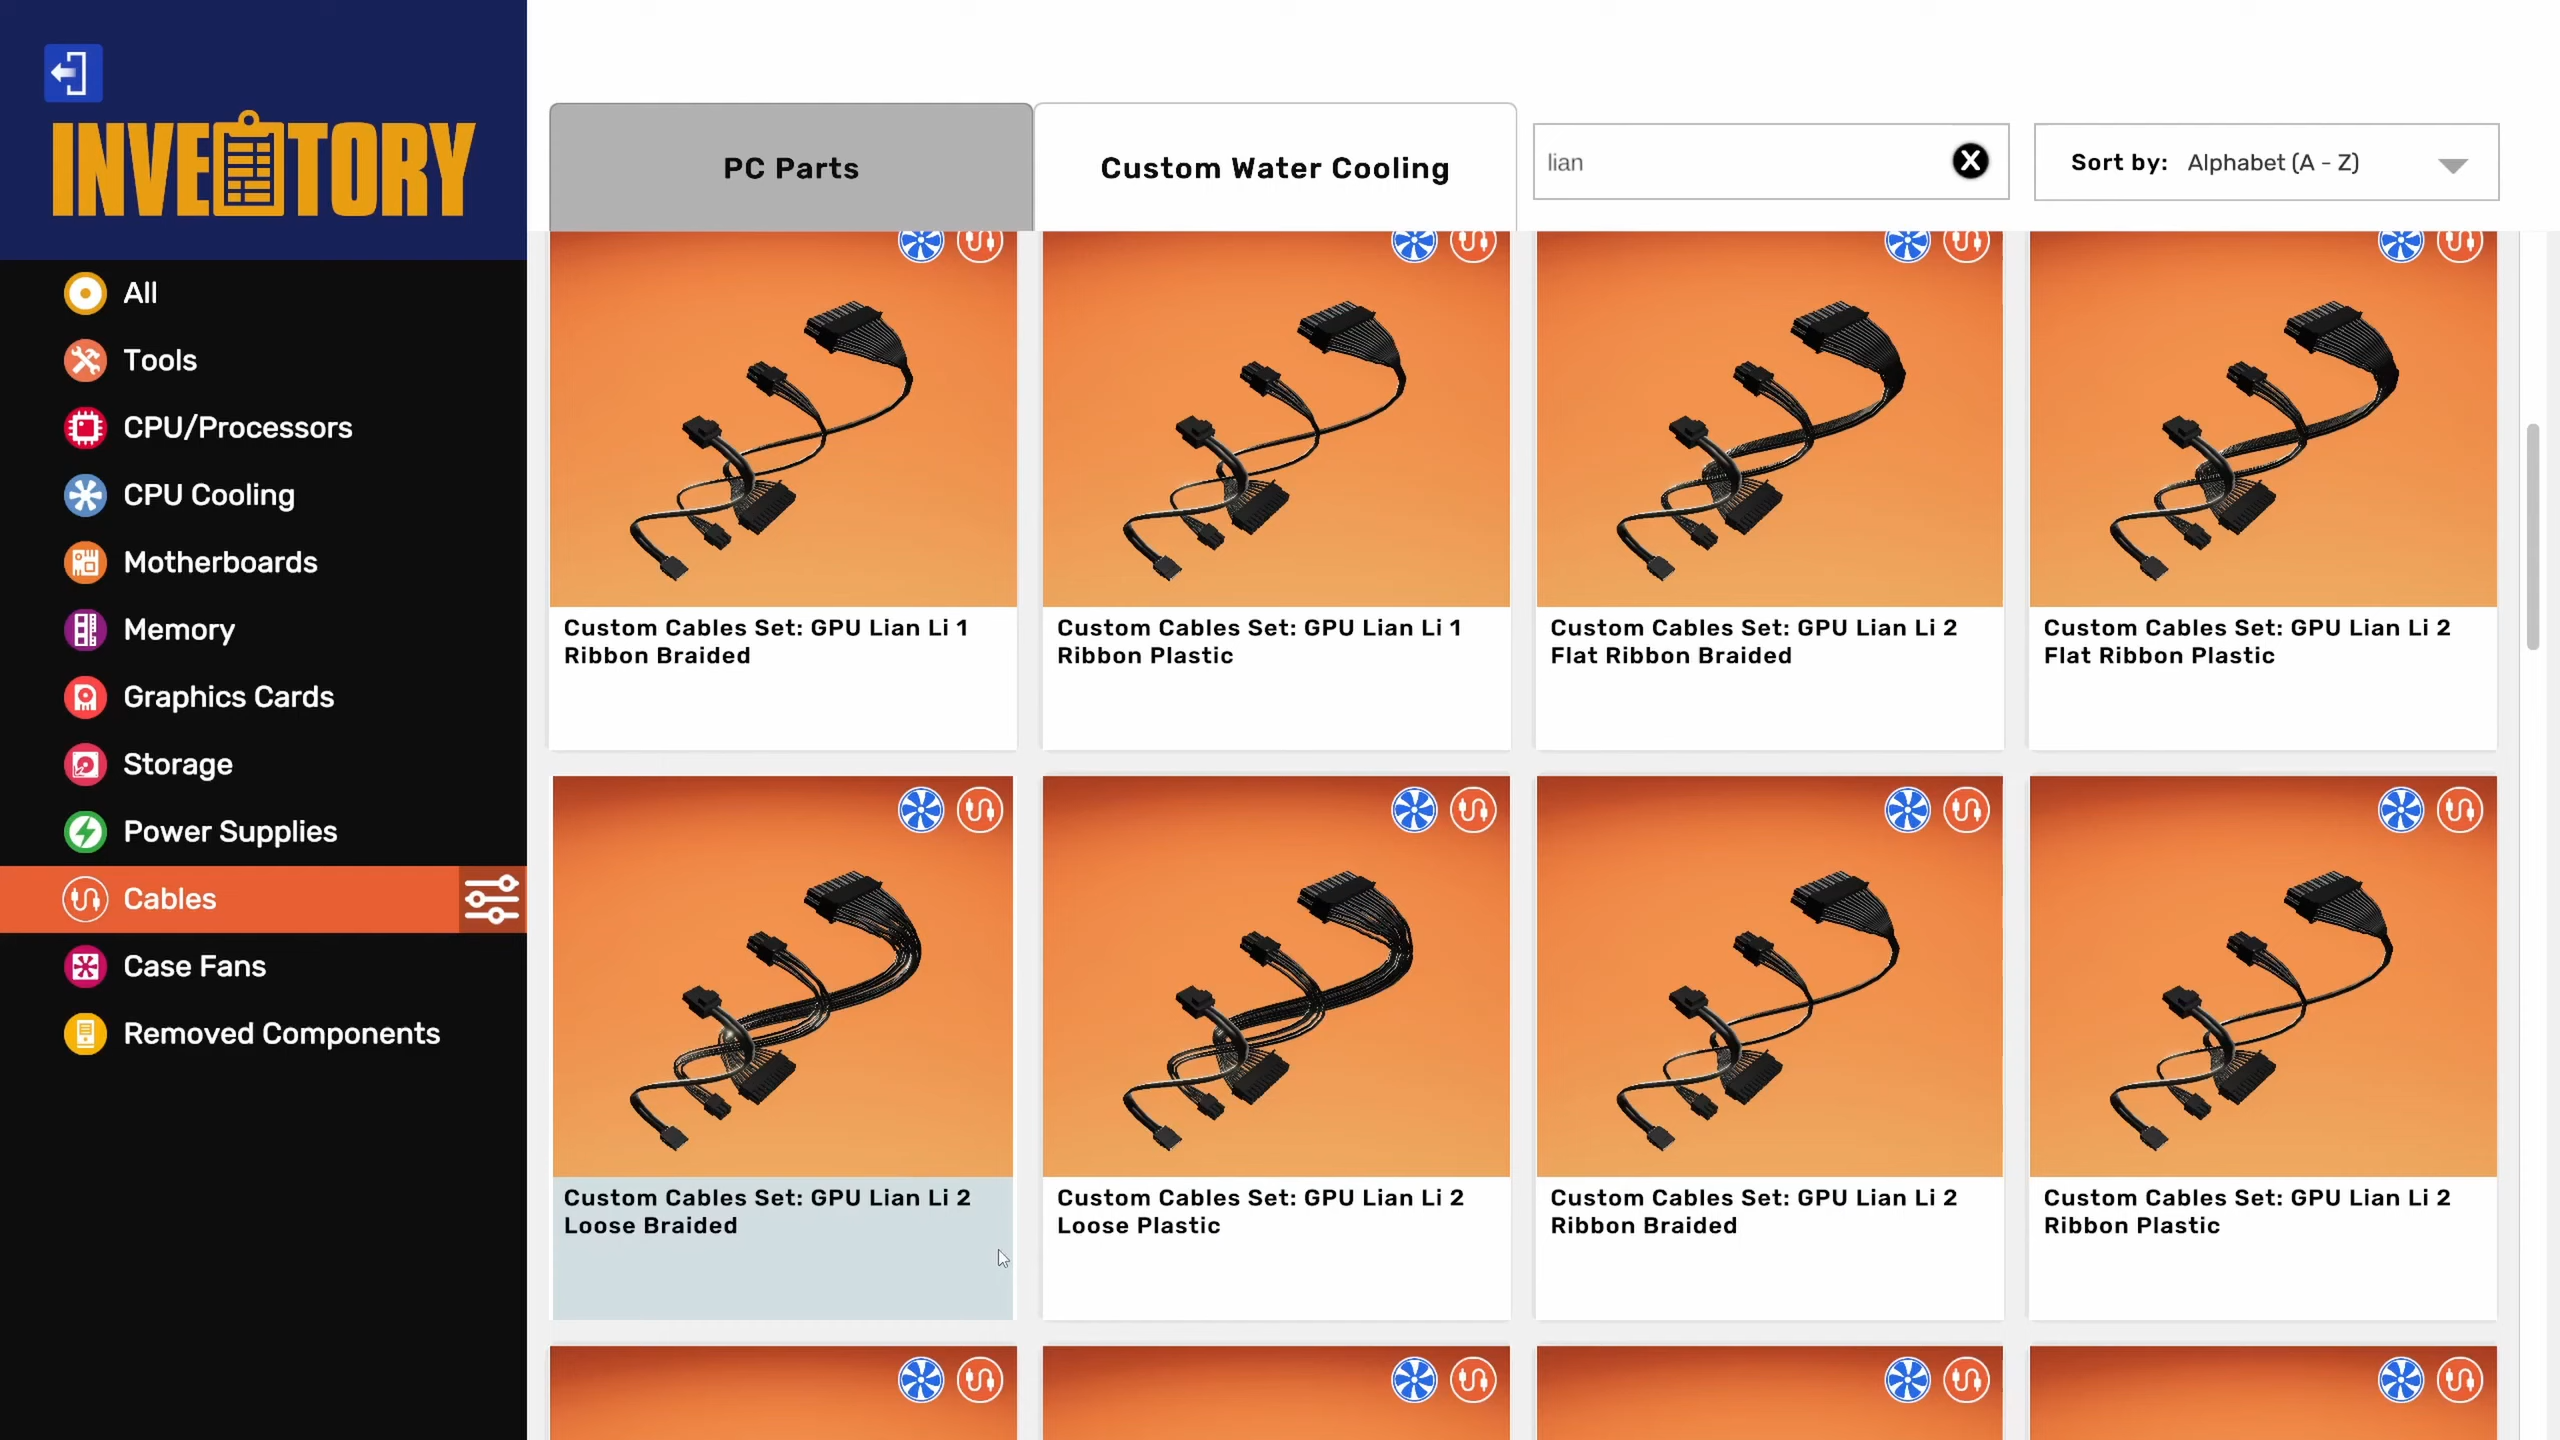 INVENTORY
All
Tools
CPU/Processors
CPU Cooling
Motherboards
Memory
Graphics Cards
Storage
Power Supplies
Cables
Case Fans
Removed Components
PC Parts
Custom Water Cooling
lian
X
Sort by: Alphabet (A - Z)
Custom Cables Set: GPU Lian Li 1
Ribbon Braided
Custom Cables Set: GPU Lian Li 1
Ribbon Plastic
Custom Cables Set: GPU Lian Li 2
Flat Ribbon Braided
Custom Cables Set: GPU Lian Li 2
Flat Ribbon Plastic
Custom Cables Set: GPU Lian Li 2
Loose Braided
Custom Cables Set: GPU Lian Li 2
Loose Plastic
Custom Cables Set: GPU Lian Li 2
Ribbon Braided
Custom Cables Set: GPU Lian Li 2
Ribbon Plastic